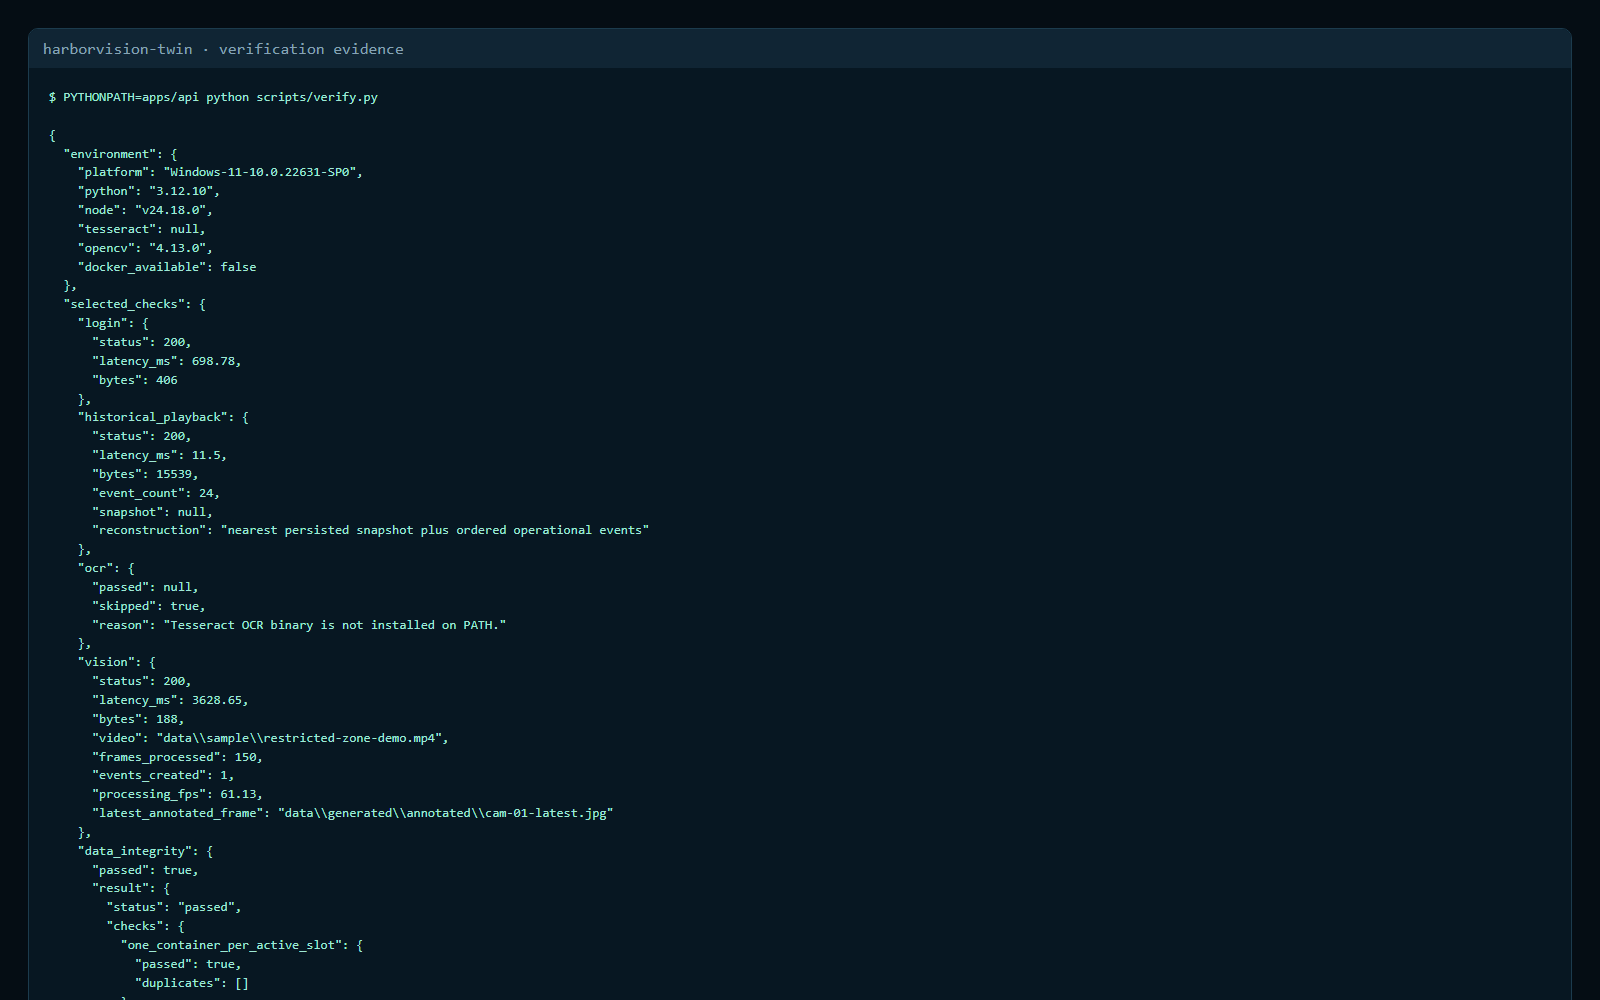 harborvision-twin · verification evidence
$ PYTHONPATH=apps/api python scripts/verify.py
{
  "environment": {
    "platform": "Windows-11-10.0.22631-SP0",
    "python": "3.12.10",
    "node": "v24.18.0",
    "tesseract": null,
    "opencv": "4.13.0",
    "docker_available": false
  },
  "selected_checks": {
    "login": {
      "status": 200,
      "latency_ms": 698.78,
      "bytes": 406
    },
    "historical_playback": {
      "status": 200,
      "latency_ms": 11.5,
      "bytes": 15539,
      "event_count": 24,
      "snapshot": null,
      "reconstruction": "nearest persisted snapshot plus ordered operational events"
    },
    "ocr": {
      "passed": null,
      "skipped": true,
      "reason": "Tesseract OCR binary is not installed on PATH."
    },
    "vision": {
      "status": 200,
      "latency_ms": 3628.65,
      "bytes": 188,
      "video": "data\\sample\\restricted-zone-demo.mp4",
      "frames_processed": 150,
      "events_created": 1,
      "processing_fps": 61.13,
      "latest_annotated_frame": "data\\generated\\annotated\\cam-01-latest.jpg"
    },
    "data_integrity": {
      "passed": true,
      "result": {
        "status": "passed",
        "checks": {
          "one_container_per_active_slot": {
            "passed": true,
            "duplicates": []